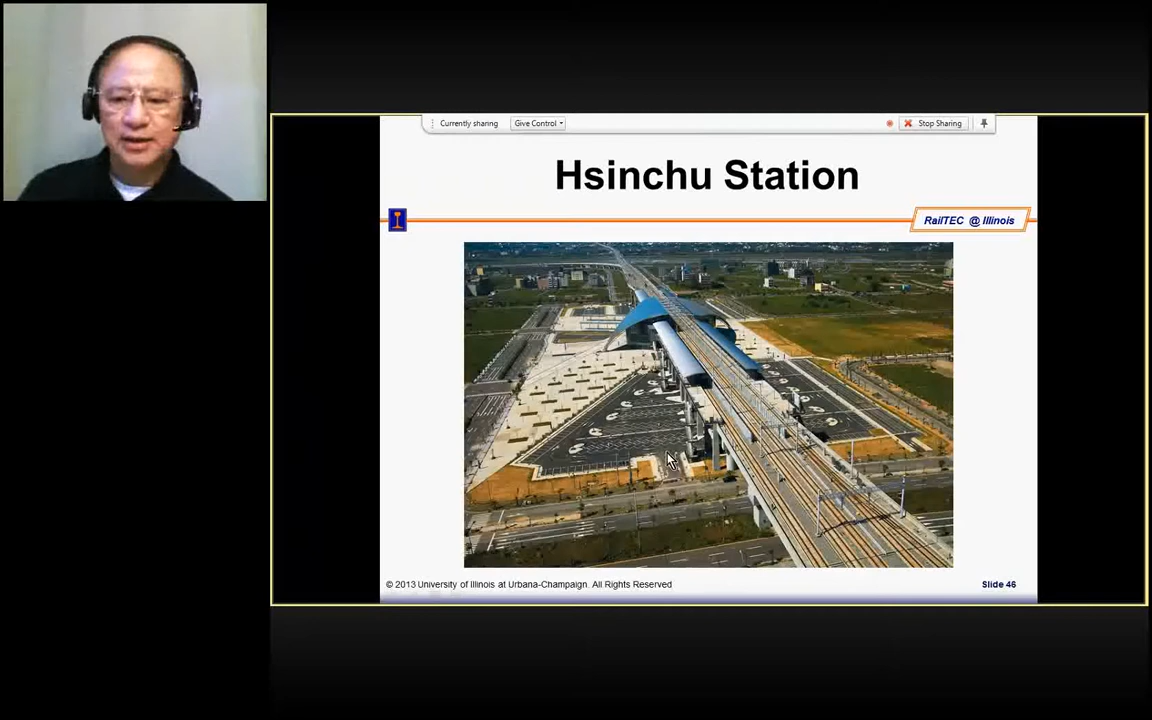 Currently sharing
Give Control
Stop Sharing
Hsinchu Station
I
RailTEC @ Illinois
© 2013 University of Illinois at Urbana-Champaign. All Rights Reserved
Slide 46